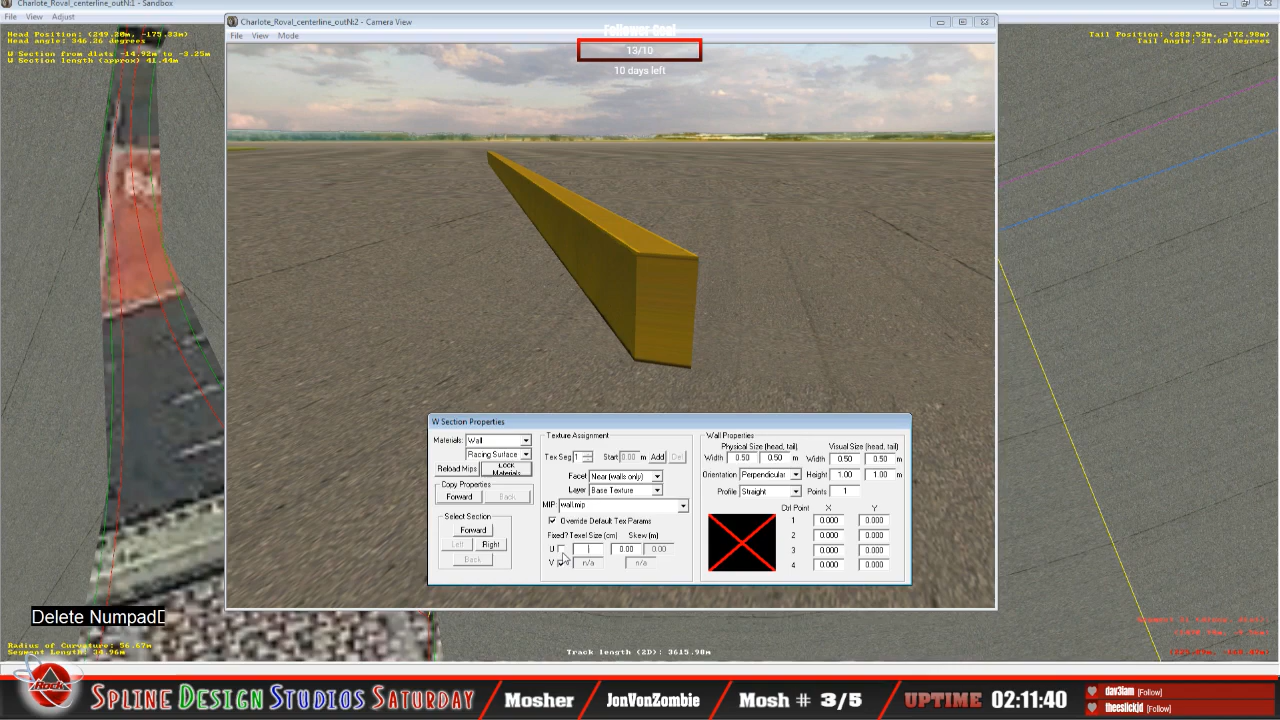 Charlote_Roval_centerline_outNt1 - Sandbox
File View Adjust
Head Position: (249.20m, -175.33m)
Head angle: 346.26 degrees
W Section from dlats -14.92m to -3.25m
W Section length (approx) 41.44m
Tail Position: (283.53m, -172.98m)
Tail Angle: 21.60 degrees
Charlote_Roval_centerline_outNt2 - Camera View
File View Mode
Follower Goal
13/10
10 days left
W Section Properties
Materials: Wall
Racing Surface
Reload Mips Lock Materials
Copy Properties
Forward Back
Select Section
Forward
Left Right
Back
Texture Assignment
Tex Seg 1 Start 0.00 m Add Del
Facet Near (walls only)
Layer Base Texture
MIP wall.mip
Override Default Tex Params
Fixed? Texel Size (cm) Skew (m)
U 0.00 0.00
V n/a n/a
Wall Properties
Physical Size (head, tail) Visual Size (head, tail)
Width 0.50 0.50 m Width 0.50 0.50 m
Orientation Perpendicular Height 1.00 1.00 m
Profile Straight Points 1
Ctrl Point X Y
1 0.000 0.000
2 0.000 0.000
3 0.000 0.000
4 0.000 0.000
Delete Numpad
Radius of Curvature: 56.67m
Segment Length: 34.96m
Track length (2D): 3615.98m
Rock
Spline Design Studios Saturday
Mosher
JonVonZombie
Mosh # 3/5
UPTIME 02:11:40
dav3lam [Follow]
theeslickjd [Follow]